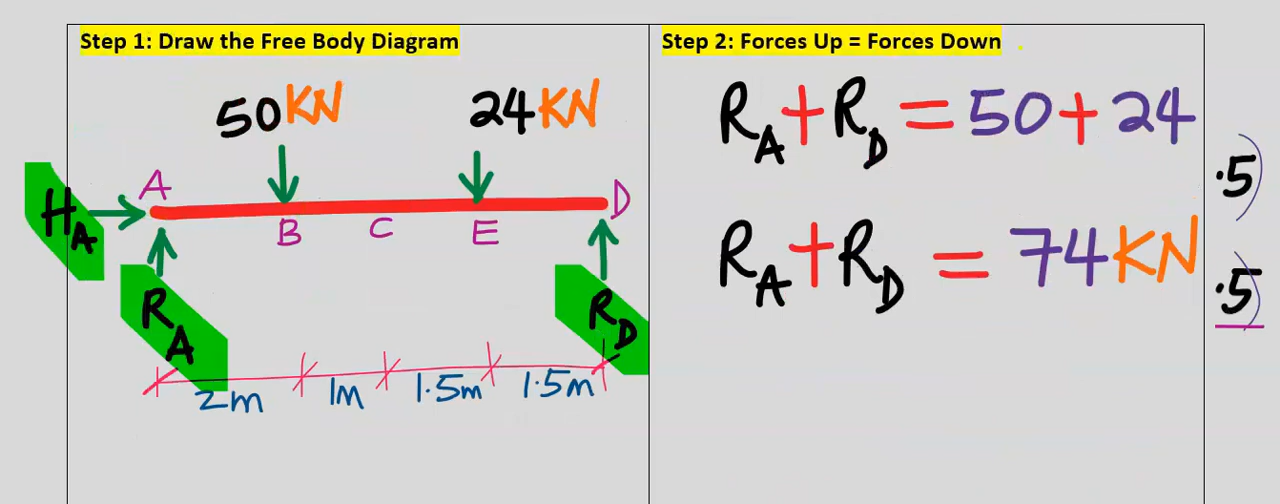 Step 1: Draw the Free Body Diagram
50KN
24KN
HA
A
B
C
E
D
RA
RD
2m
1m
1.5m
1.5m
Step 2: Forces Up = Forces Down
RA+RD=50+24
RA+RD = 74KN
.5)
.5)